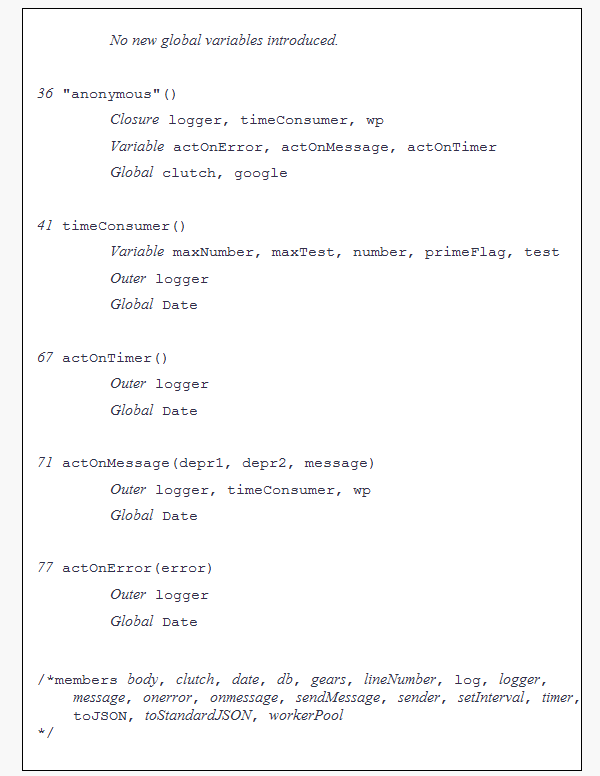 No new global variables introduced.
36 "anonymous"()
Closure logger, timeConsumer, wp
Variable actOnError, actOnMessage, actOnTimer
Global clutch, google
41 timeConsumer()
Variable maxNumber, maxTest, number, primeFlag, test
Outer logger
Global Date
67 actOnTimer()
Outer logger
Global Date
71 actOnMessage(depr1, depr2, message)
Outer logger, timeConsumer, wp
Global Date
77 actOnError(error)
Outer logger
Global Date
/*members body, clutch, date, db, gears, lineNumber, log, logger,
message, onerror, onmessage, sendMessage, sender, setInterval, timer,
toJSON, toStandardJSON, workerPool
*/